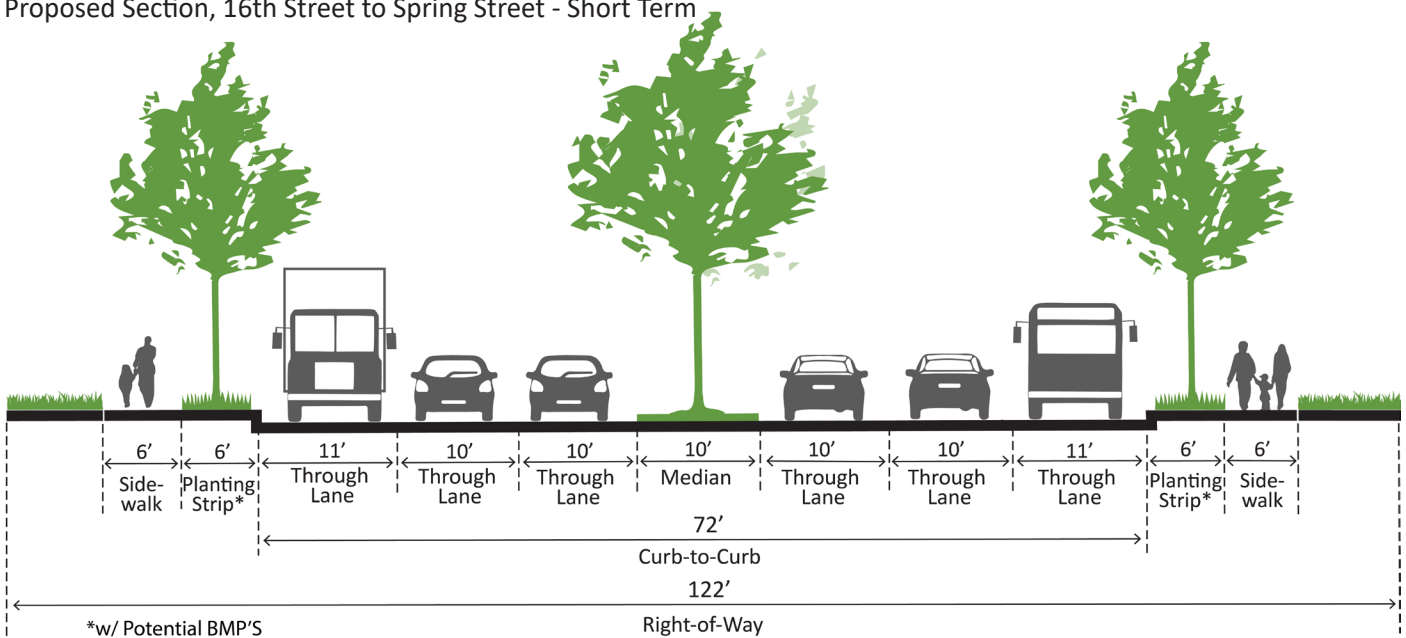 Proposed Section, 16th Street to Spring Street - Short Term
6’ 6’ 11’ 10’ 10’ 10’ 10’ 10’ 11’ 6’ 6’
Side- Planting Through Through Through Median Through Through Through Planting Side-
walk Strip* Lane Lane Lane Lane Lane Lane Strip* walk
72’
Curb-to-Curb
122’
*w/ Potential BMP’S Right-of-Way